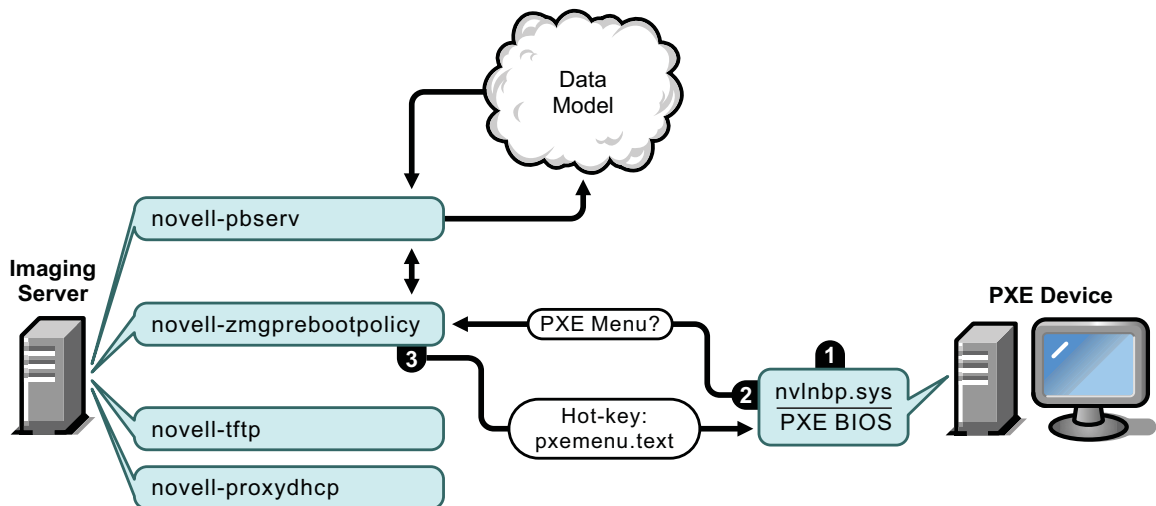 Data
Model
novell-pbserv
Imaging
Server
novell-zmgprebootpolicy
3
PXE Menu?
PXE Device
1
2
nvlnbp.sys
PXE BIOS
Hot-key:
pxemenu.text
novell-tftp
novell-proxydhcp